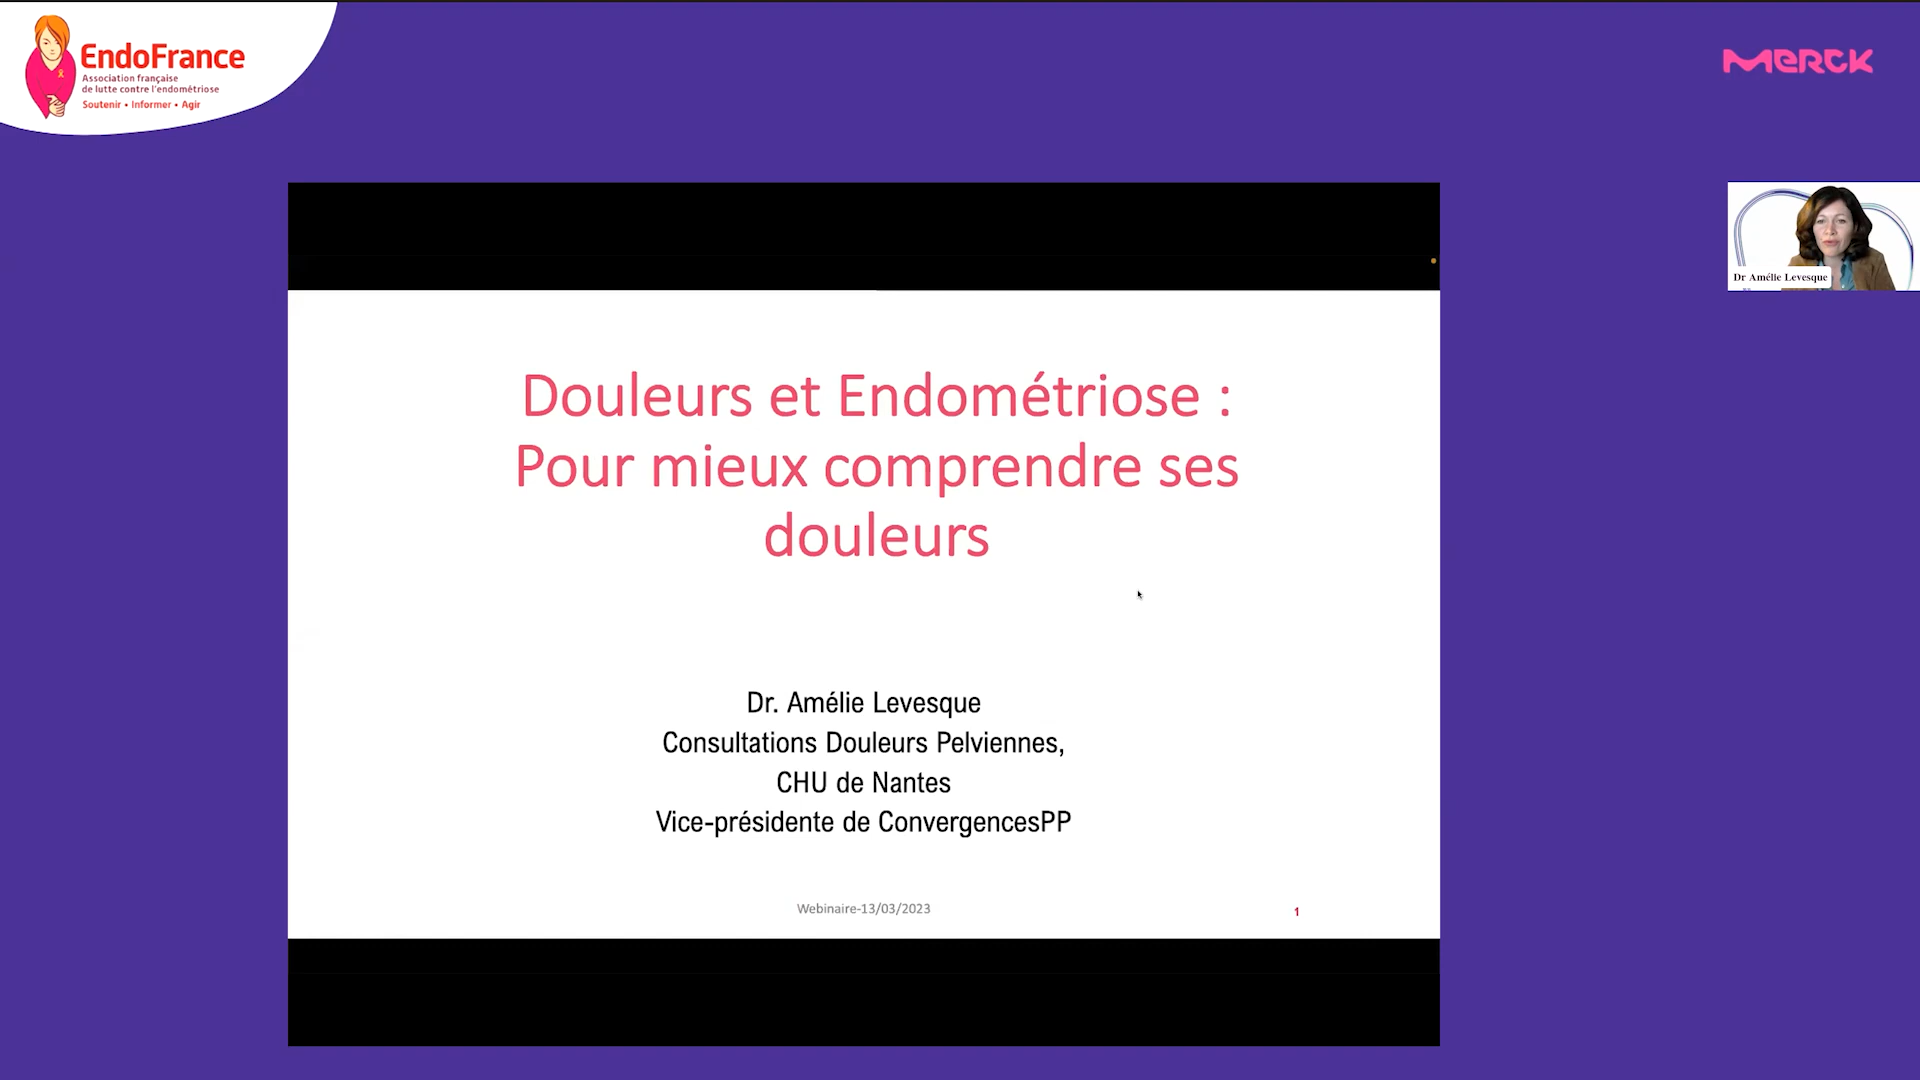 EndoFrance
Association française
de lutte contre l'endométriose
Soutenir • Informer • Agir
MERCK
Dr Amélie Levesque
Douleurs et Endométriose :
Pour mieux comprendre ses
douleurs
Dr. Amélie Levesque
Consultations Douleurs Pelviennes,
CHU de Nantes
Vice-présidente de ConvergencesPP
Webinaire-13/03/2023
1